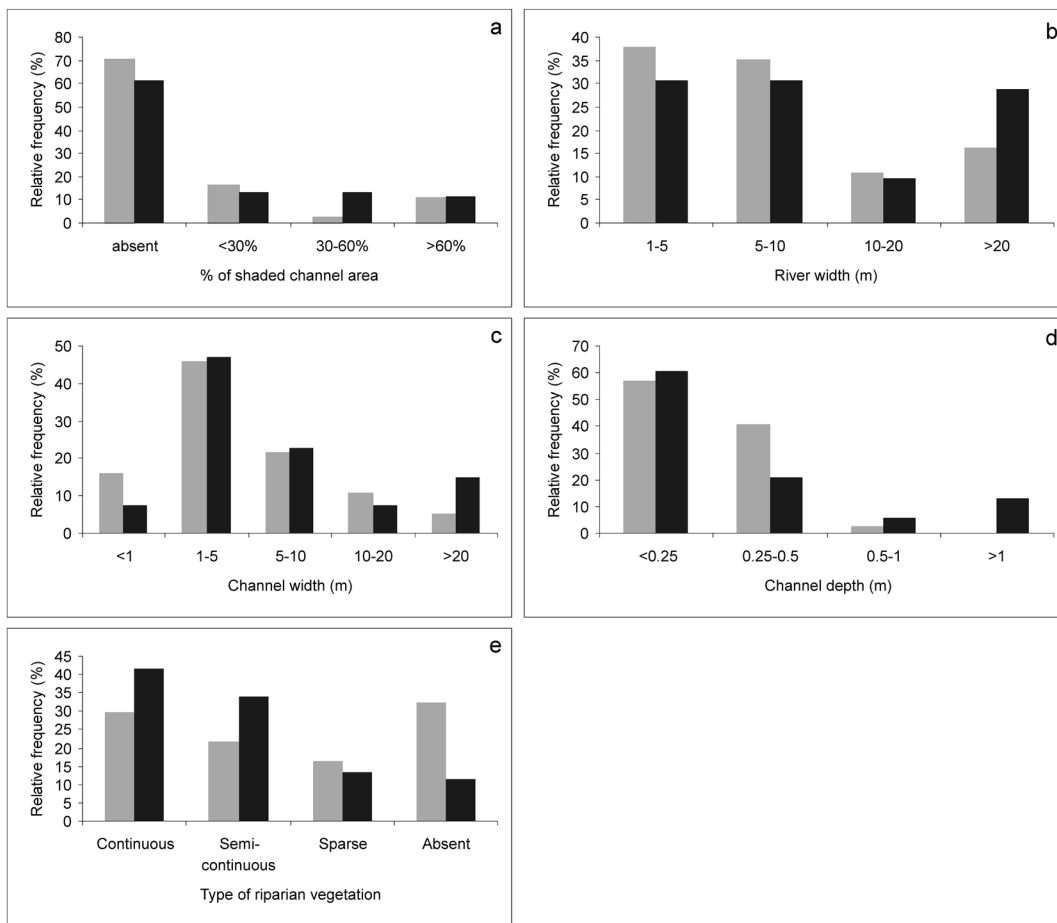 a
Relative frequency (%)
80
70
60
50
40
30
20
10
0
absent <30% 30-60% >60%
% of shaded channel area
b
Relative frequency (%)
40
35
30
25
20
15
10
5
0
1-5 5-10 10-20 >20
River width (m)
c
Relative frequency (%)
50
40
30
20
10
0
<1 1-5 5-10 10-20 >20
Channel width (m)
d
Relative frequency (%)
70
60
50
40
30
20
10
0
<0.25 0.25-0.5 0.5-1 >1
Channel depth (m)
e
Relative frequency (%)
45
40
35
30
25
20
15
10
5
0
Continuous Semi- Sparse Absent
continuous
Type of riparian vegetation